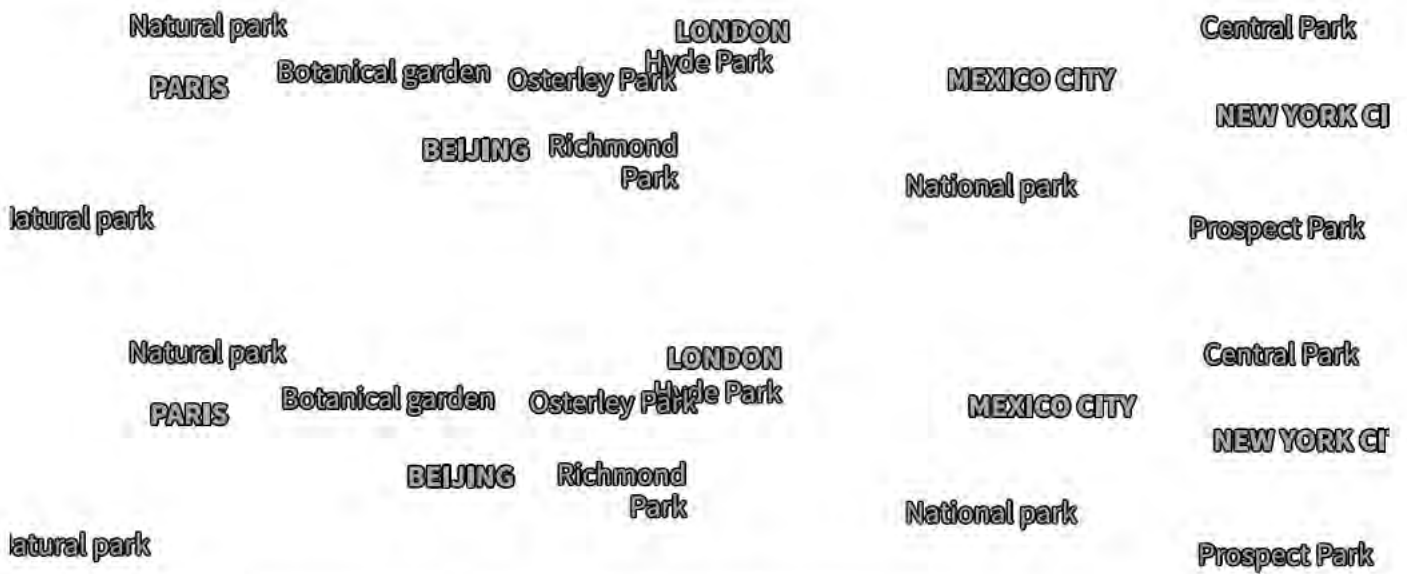 Natural park
LONDON
Central Park
PARIS
Botanical garden
Osterley Park
Hyde Park
MEXICO CITY
NEW YORK CI
BEIJING
Richmond
Park
National park
latural park
Prospect Park
Natural park
LONDON
Central Park
PARIS
Botanical garden
Osterley Park
Hyde Park
MEXICO CITY
NEW YORK CI
BEIJING
Richmond
Park
National park
latural park
Prospect Park